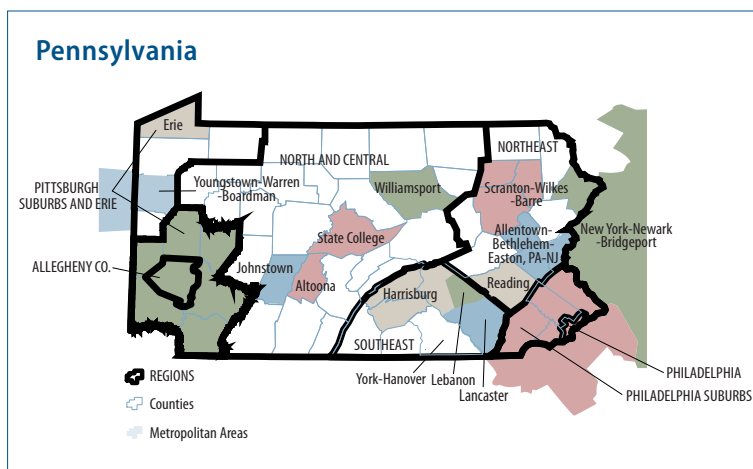 Pennsylvania
Erie
NORTHEAST
NORTH AND CENTRAL
PITTSBURGH
SUBURBS AND ERIE
Youngstown-Warren
-Boardman
Williamsport
Scranton-Wilkes
-Barre
State College
Allentown-
Bethlehem-
Easton, PA-NJ
New York-Newark
-Bridgeport
ALLEGHENY CO.
Johnstown
Altoona
Harrisburg
Reading
SOUTHEAST
PHILADELPHIA
York-Hanover
Lebanon
Lancaster
PHILADELPHIA SUBURBS
REGIONS
Counties
Metropolitan Areas